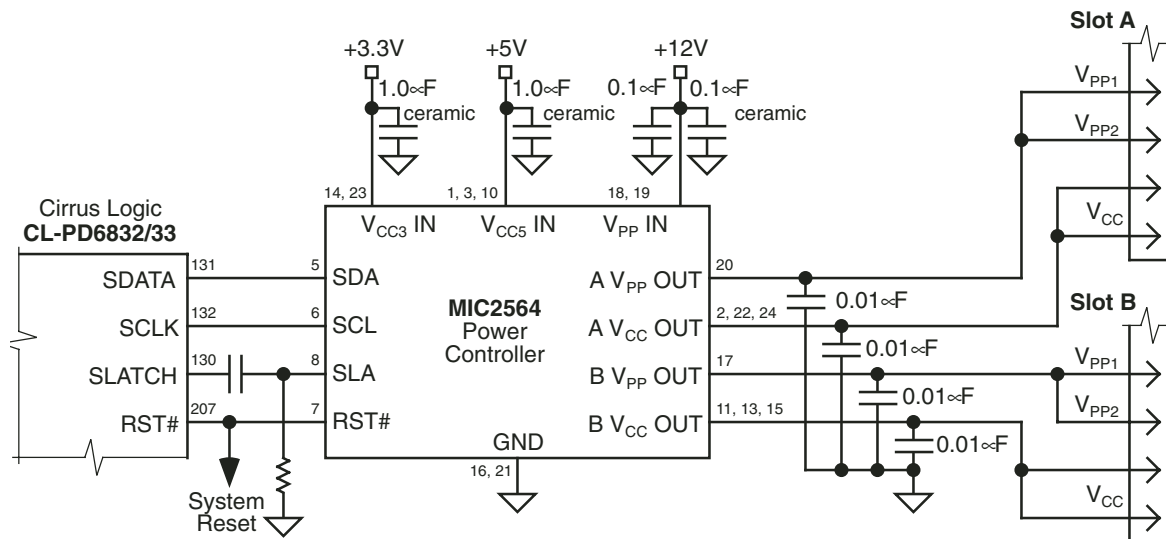 Slot A
+3.3V
+5V
+12V
1.0∝F
ceramic
1.0∝F
ceramic
0.1∝F
0.1∝F
ceramic
VPP1
VPP2
VCC
14, 23
1, 3, 10
18, 19
VCC3 IN
VCC5 IN
VPP IN
Cirrus Logic
CL-PD6832/33
SDATA
131
5
SDA
SCLK
132
6
SCL
SLATCH
130
8
SLA
RST#
207
7
RST#
MIC2564
Power
Controller
A VPP OUT
20
A VCC OUT
2, 22, 24
B VPP OUT
17
B VCC OUT
11, 13, 15
GND
16, 21
System
Reset
0.01∝F
0.01∝F
0.01∝F
0.01∝F
Slot B
VPP1
VPP2
VCC